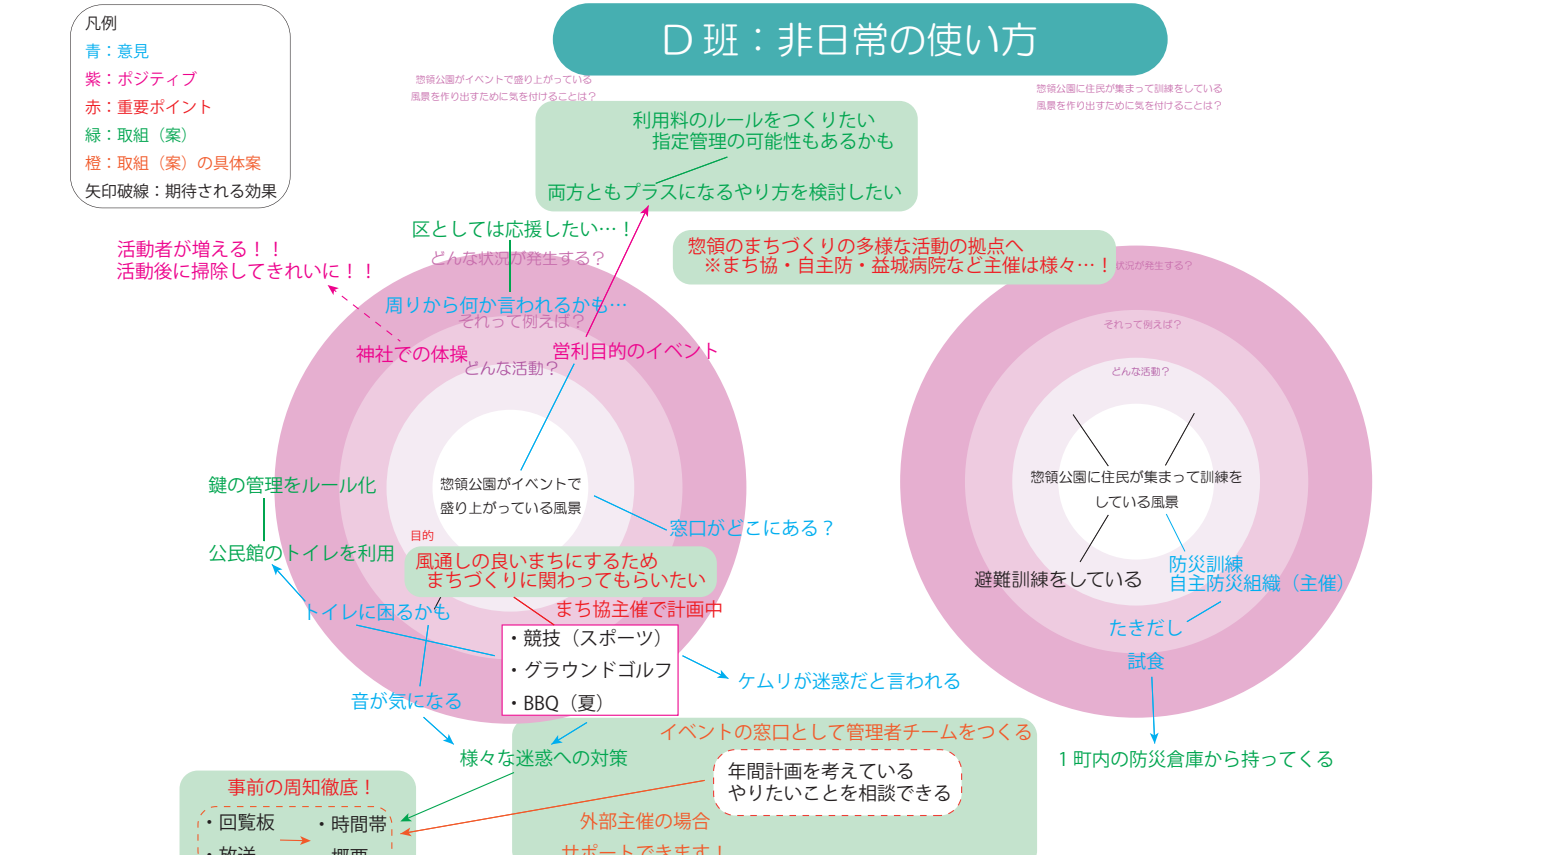 凡例
青：意見
紫：ポジティブ
赤：重要ポイント
緑：取組（案）
橙：取組（案）の具体案
矢印破線：期待される効果
D 班：非日常の使い方
惣領公園がイベントで盛り上がっている
風景を作り出すために気を付けることは？
惣領公園に住民が集まって訓練をしている
風景を作り出すために気を付けることは？
利用料のルールをつくりたい
指定管理の可能性もあるかも
両方ともプラスになるやり方を検討したい
区としては応援したい…！
活動者が増える！！
活動後に掃除してきれいに！！
どんな状況が発生する？
惣領のまちづくりの多様な活動の拠点へ
※まち協・自主防・益城病院など主催は様々…！
状況が発生する？
周りから何か言われるかも…
それって例えば？
それって例えば？
神社での体操
営利目的のイベント
どんな活動？
どんな活動？
惣領公園がイベントで
盛り上がっている風景
惣領公園に住民が集まって訓練を
している風景
鍵の管理をルール化
公民館のトイレを利用
窓口がどこにある？
目的
風通しの良いまちにするため
まちづくりに関わってもらいたい
まち協主催で計画中
トイレに困るかも
・競技（スポーツ）
・グラウンドゴルフ
・BBQ（夏）
避難訓練をしている
防災訓練
自主防災組織（主催）
たきだし
試食
音が気になる
ケムリが迷惑だと言われる
様々な迷惑への対策
イベントの窓口として管理者チームをつくる
1 町内の防災倉庫から持ってくる
年間計画を考えている
やりたいことを相談できる
事前の周知徹底！
・回覧板
・時間帯
・放送
概要
外部主催の場合
サポートできます！